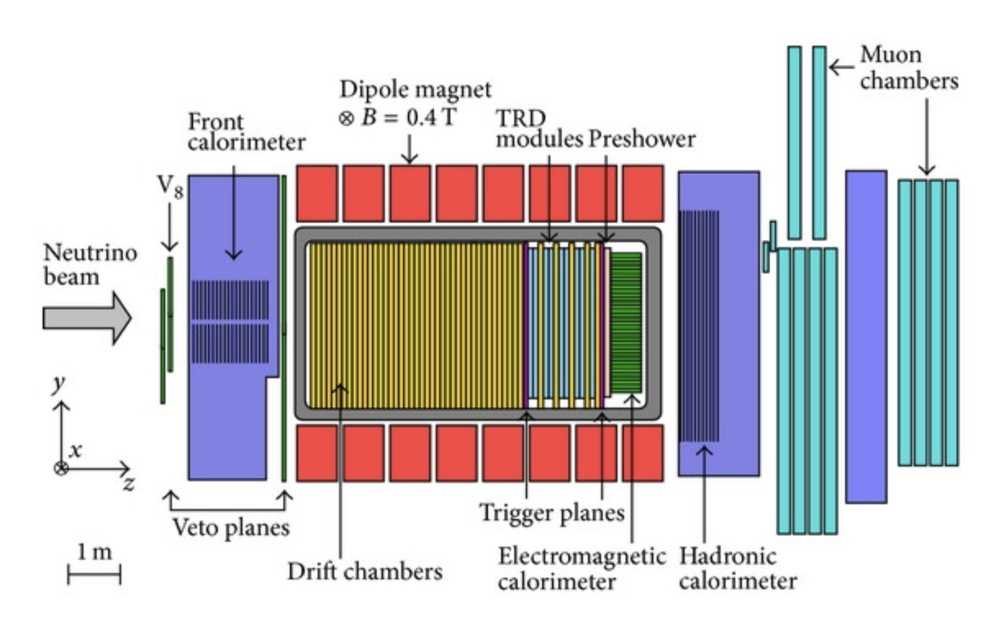 Muon
chambers
Dipole magnet
⊗ B = 0.4 T
TRD
modules
Preshower
Front
calorimeter
V8
Neutrino
beam
y
x
z
Veto planes
Trigger planes
1 m
Drift chambers
Electromagnetic
calorimeter
Hadronic
calorimeter